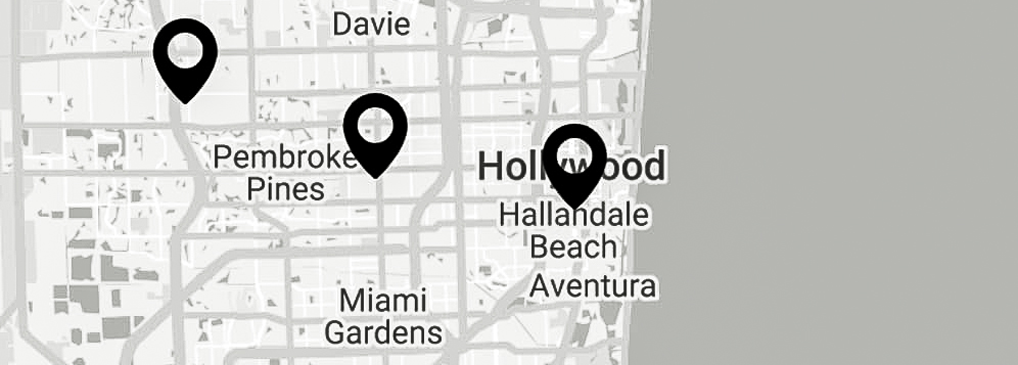 Davie
Pembroke
Pines
Hollywood
Hallandale
Beach
Aventura
Miami
Gardens